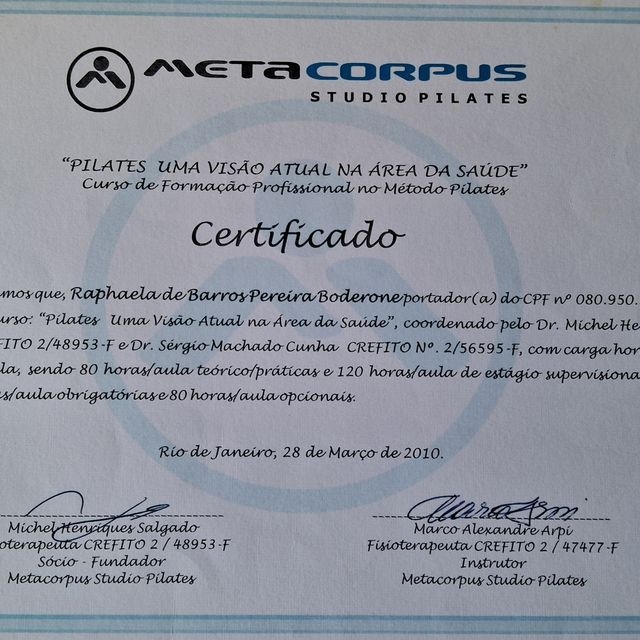 METACORPUS
STUDIO PILATES
"PILATES UMA VISÃO ATUAL NA ÁREA DA SAÚDE"
Curso de Formação Profissional no Método Pilates
Certificado
mos que, Raphaela de Barros Pereira Boderone portador(a) do CPF nº 080.950.
urso: "Pilates Uma Visão Atual na Área da Saúde", coordenado pelo Dr. Michel He
FITO 2/48953-F e Dr. Sérgio Machado Cunha CREFITO Nº. 2/56595-F, com carga hor
la, sendo 80 horas/aula teórico/práticas e 120 horas/aula de estágio supervisiona
s/aula obrigatórias e 80 horas/aula opcionais.
Rio de Janeiro, 28 de Março de 2010.
Michel Henriques Salgado
oterapeuta CREFITO 2 / 48953-F
Sócio - Fundador
Metacorpus Studio Pilates
Marco Alexandre Arpi
Fisioterapeuta CREFITO 2 / 47477-F
Instrutor
Metacorpus Studio Pilates